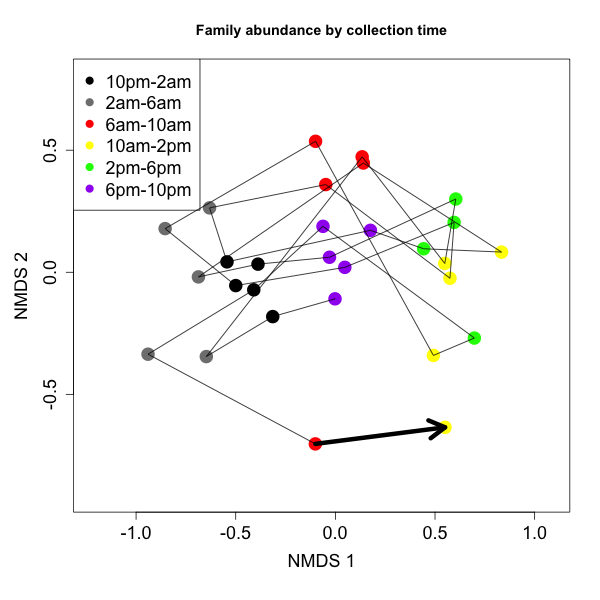 Family abundance by collection time
10pm-2am
2am-6am
6am-10am
10am-2pm
2pm-6pm
6pm-10pm
0.5
0.0
-0.5
NMDS 2
-1.0 -0.5 0.0 0.5 1.0
NMDS 1